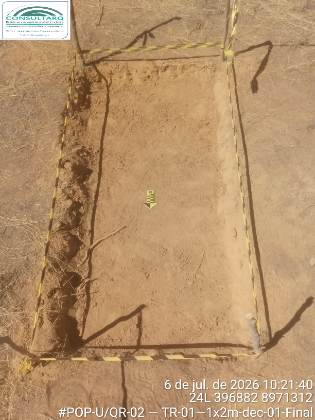 CONSULTARQ
6 de jul. de 2026 10:21:40
24L 396882 8971312
#POP-U/QR-02 — TR-01—1x2m-dec-01-Final